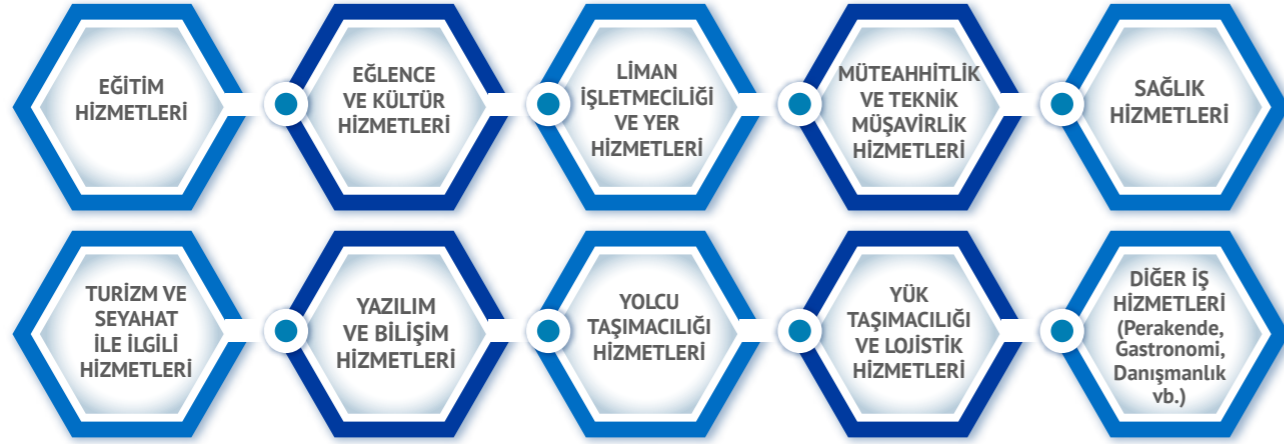 EĞİTİM
HİZMETLERİ
EĞLENCE
VE KÜLTÜR
HİZMETLERİ
LİMAN
İŞLETMECİLİĞİ
VE YER
HİZMETLERİ
MÜTEAHHİTLİK
VE TEKNİK
MÜŞAVİRLİK
HİZMETLERİ
SAĞLIK
HİZMETLERİ
TURİZM VE
SEYAHAT
İLE İLGİLİ
HİZMETLERİ
YAZILIM
VE BİLİŞİM
HİZMETLERİ
YOLCU
TAŞIMACILIĞI
HİZMETLERİ
YÜK
TAŞIMACILIĞI
VE LOJİSTİK
HİZMETLERİ
DİĞER İŞ
HİZMETLERİ
(Perakende,
Gastronomi,
Danışmanlık
vb.)